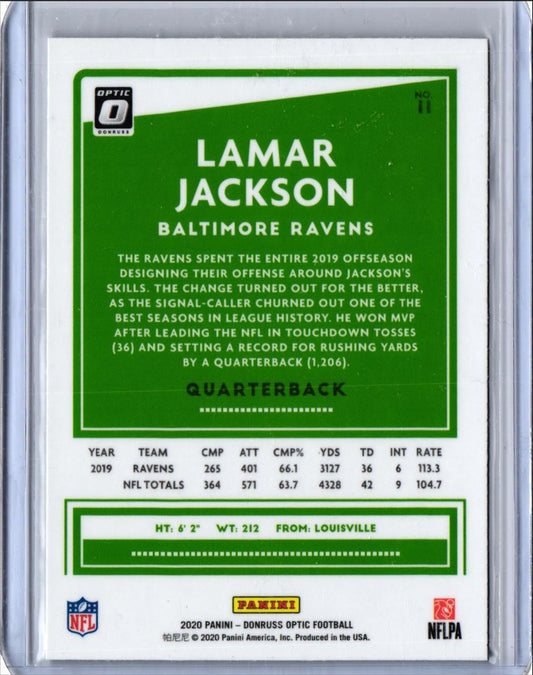 OPTIC
O
DONRUSS
NO.
11
LAMAR
JACKSON
BALTIMORE RAVENS
THE RAVENS SPENT THE ENTIRE 2019 OFFSEASON
DESIGNING THEIR OFFENSE AROUND JACKSON'S
SKILLS. THE CHANGE TURNED OUT FOR THE BETTER,
AS THE SIGNAL-CALLER CHURNED OUT ONE OF THE
BEST SEASONS IN LEAGUE HISTORY. HE WON MVP
AFTER LEADING THE NFL IN TOUCHDOWN TOSSES
(36) AND SETTING A RECORD FOR RUSHING YARDS
BY A QUARTERBACK (1,206).
QUARTERBACK
YEAR TEAM CMP ATT CMP% YDS TD INT RATE
2019 RAVENS 265 401 66.1 3127 36 6 113.3
NFL TOTALS 364 571 63.7 4328 42 9 104.7
HT: 6' 2" WT: 212 FROM: LOUISVILLE
NFL
PANINI
2020 PANINI – DONRUSS OPTIC FOOTBALL
帕尼尼 © 2020 Panini America, Inc. Produced in the USA.
NFLPA